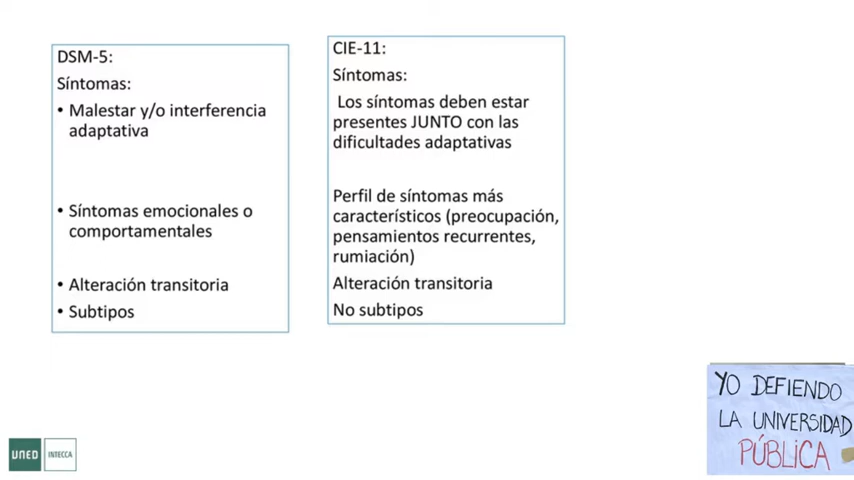 DSM-5:
Síntomas:
• Malestar y/o interferencia
adaptativa
• Síntomas emocionales o
comportamentales
• Alteración transitoria
• Subtipos
CIE-11:
Síntomas:
Los síntomas deben estar
presentes JUNTO con las
dificultades adaptativas
Perfil de síntomas más
característicos (preocupación,
pensamientos recurrentes,
rumiación)
Alteración transitoria
No subtipos
UNED INTECCA
YO DEFIENDO
LA UNIVERSIDAD
PÚBLICA